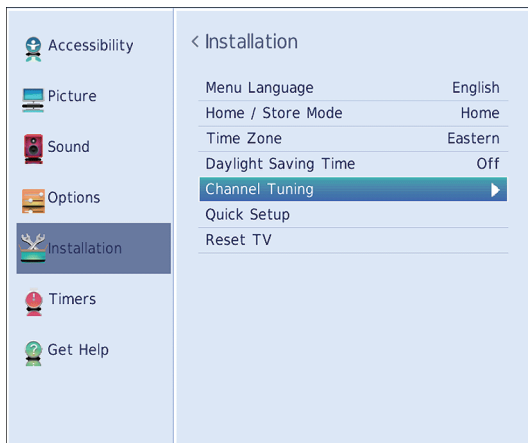 Accessibility
Picture
Sound
Options
Installation
Timers
Get Help
< Installation
Menu Language English
Home / Store Mode Home
Time Zone Eastern
Daylight Saving Time Off
Channel Tuning
Quick Setup
Reset TV